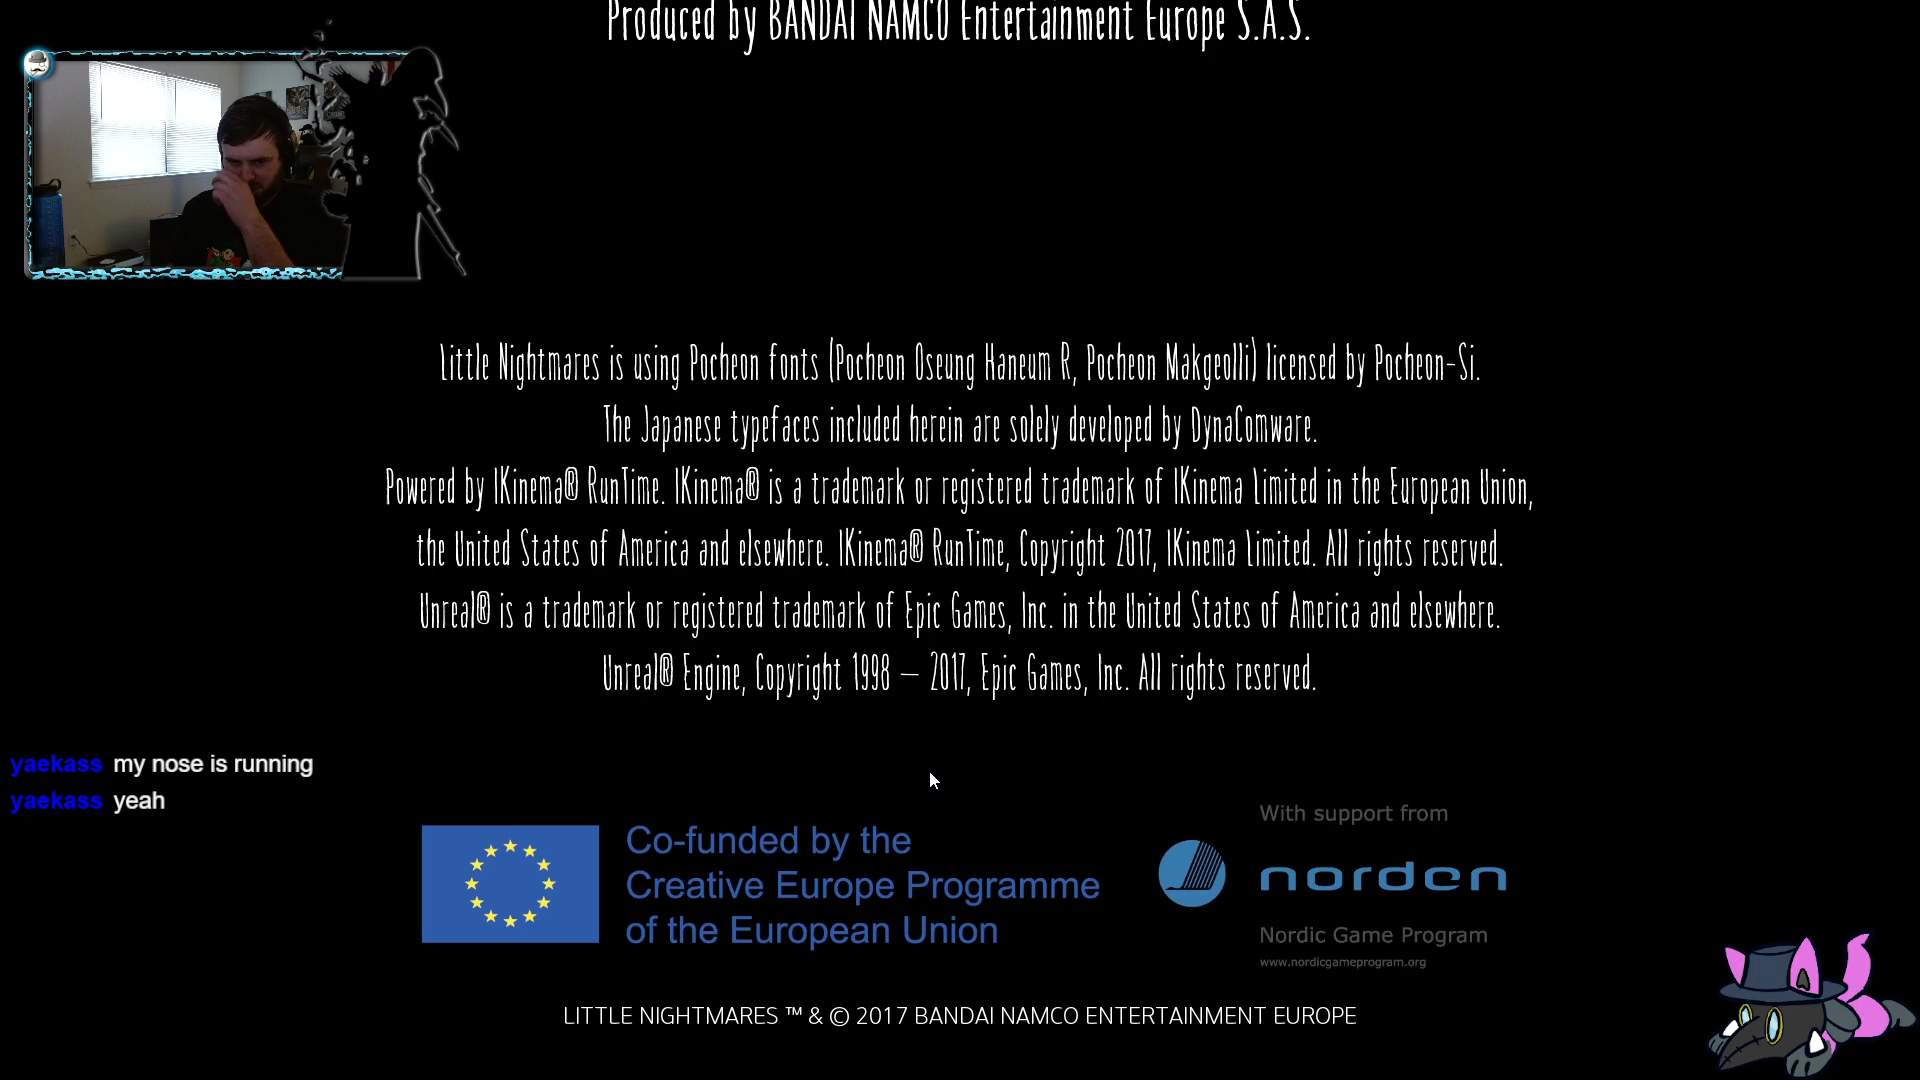 Produced by BANDAI NAMCO Entertainment Europe S.A.S.
Little Nightmares is using Pocheon fonts (Pocheon Oseung Haneum R, Pocheon Makgeolli) licensed by Pocheon-Si.
The Japanese typefaces included herein are solely developed by DynaComware.
Powered by IKinema® RunTime. IKinema® is a trademark or registered trademark of IKinema Limited in the European Union,
the United States of America and elsewhere. IKinema® RunTime, Copyright 2017, IKinema Limited. All rights reserved.
Unreal® is a trademark or registered trademark of Epic Games, Inc. in the United States of America and elsewhere.
Unreal® Engine, Copyright 1998 – 2017, Epic Games, Inc. All rights reserved.
yaekass my nose is running
yaekass yeah
Co-funded by the
Creative Europe Programme
of the European Union
With support from
norden
Nordic Game Program
www.nordicgameprogram.org
LITTLE NIGHTMARES ™ & © 2017 BANDAI NAMCO ENTERTAINMENT EUROPE